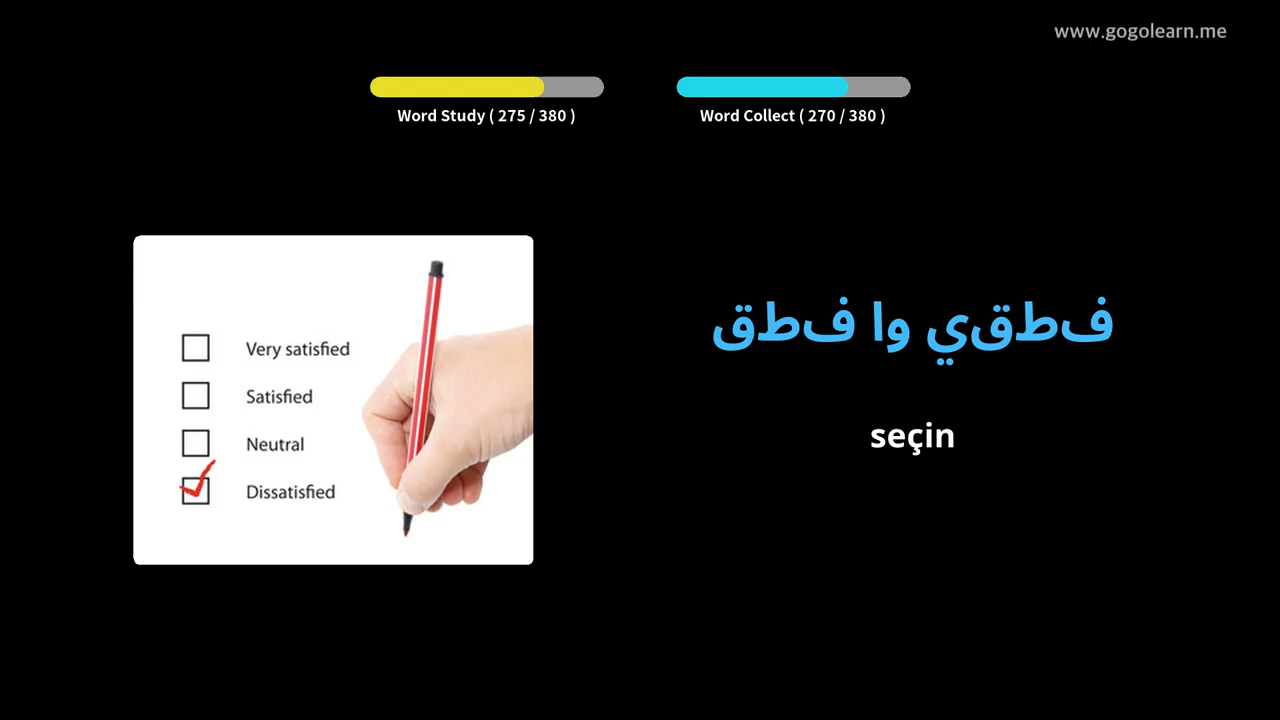 www.gogolearn.me
Word Study ( 275 / 380 )
Word Collect ( 270 / 380 )
Very satisfied
Satisfied
Neutral
Dissatisfied
فطقي وا فطق
seçin